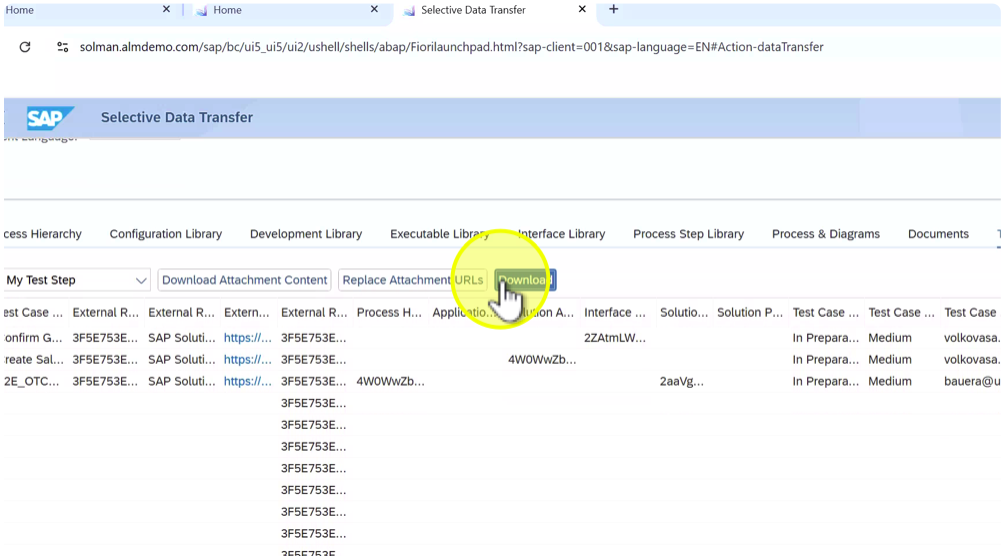 Home Home Selective Data Transfer
solman.almdemo.com/sap/bc/ui5_ui5/ui2/ushell/shells/abap/Fiorilaunchpad.html?sap-client=001&sap-language=EN#Action-dataTransfer
SAP Selective Data Transfer
cess Hierarchy Configuration Library Development Library Executable Library Interface Library Process Step Library Process & Diagrams Documents
My Test Step Download Attachment Content Replace Attachment URLs Download
est Case ... External R... External R... Extern... External R... Process H... Applicatio... olution A... Interface ... Solutio... Solution P... Test Case ... Test Case ... Test Case
onfirm G... 3F5E753E... SAP Soluti... https://... 3F5E753E... 2ZAtmLW... In Prepara... Medium volkovasa.
reate Sal... 3F5E753E... SAP Soluti... https://... 3F5E753E... 4W0WwZb... In Prepara... Medium volkovasa.
2E_OTC... 3F5E753E... SAP Soluti... https://... 3F5E753E... 4W0WwZb... 2aaVg... In Prepara... Medium bauera@u
3F5E753E...
3F5E753E...
3F5E753E...
3F5E753E...
3F5E753E...
3F5E753E...
3F5E753E...
3F5E753E...